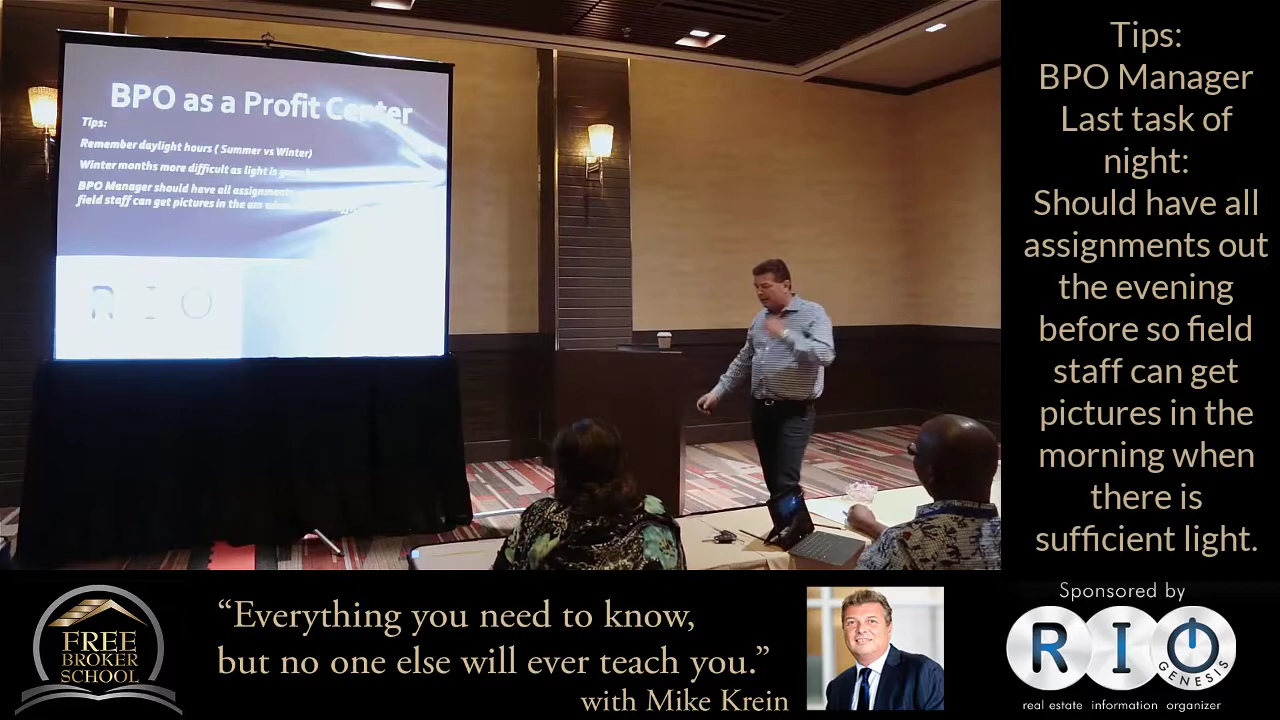 BPO as a Profit Center
Tips:
Remember daylight hours ( Summer vs Winter)
Winter months more difficult as light is
BPO Manager should have all assignments
field staff can get pictures in the am
R I O
Tips:
BPO Manager
Last task of
night:
Should have all
assignments out
the evening
before so field
staff can get
pictures in the
morning when
there is
sufficient light.
FREE
BROKER
SCHOOL
“Everything you need to know,
but no one else will ever teach you.”
with Mike Krein
Sponsored by
R I O
GENESIS
real estate information organizer